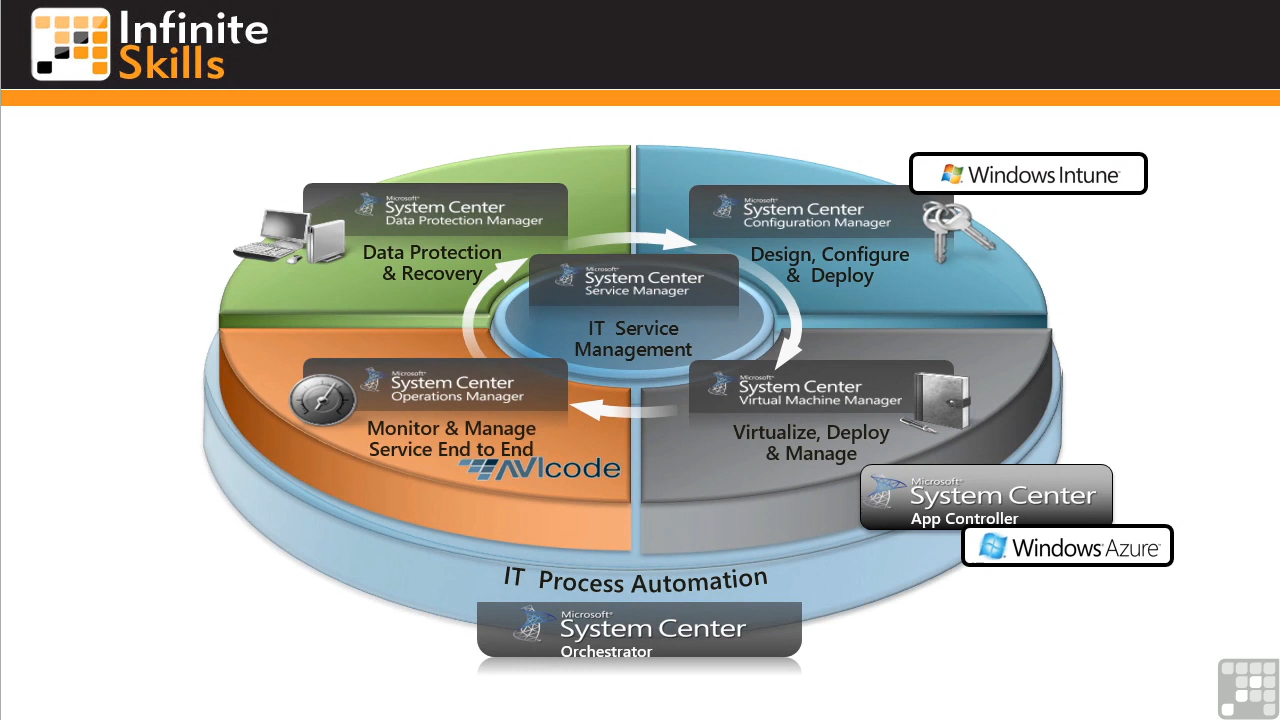 Infinite
Skills
Windows Intune
Microsoft®
System Center
Data Protection Manager
Data Protection
& Recovery
Microsoft®
System Center
Configuration Manager
Design, Configure
& Deploy
Microsoft®
System Center
Service Manager
IT Service
Management
Microsoft®
System Center
Operations Manager
Monitor & Manage
Service End to End
AVIcode
Microsoft®
System Center
Virtual Machine Manager
Virtualize, Deploy
& Manage
Microsoft®
System Center
App Controller
Windows Azure
IT Process Automation
Microsoft®
System Center
Orchestrator